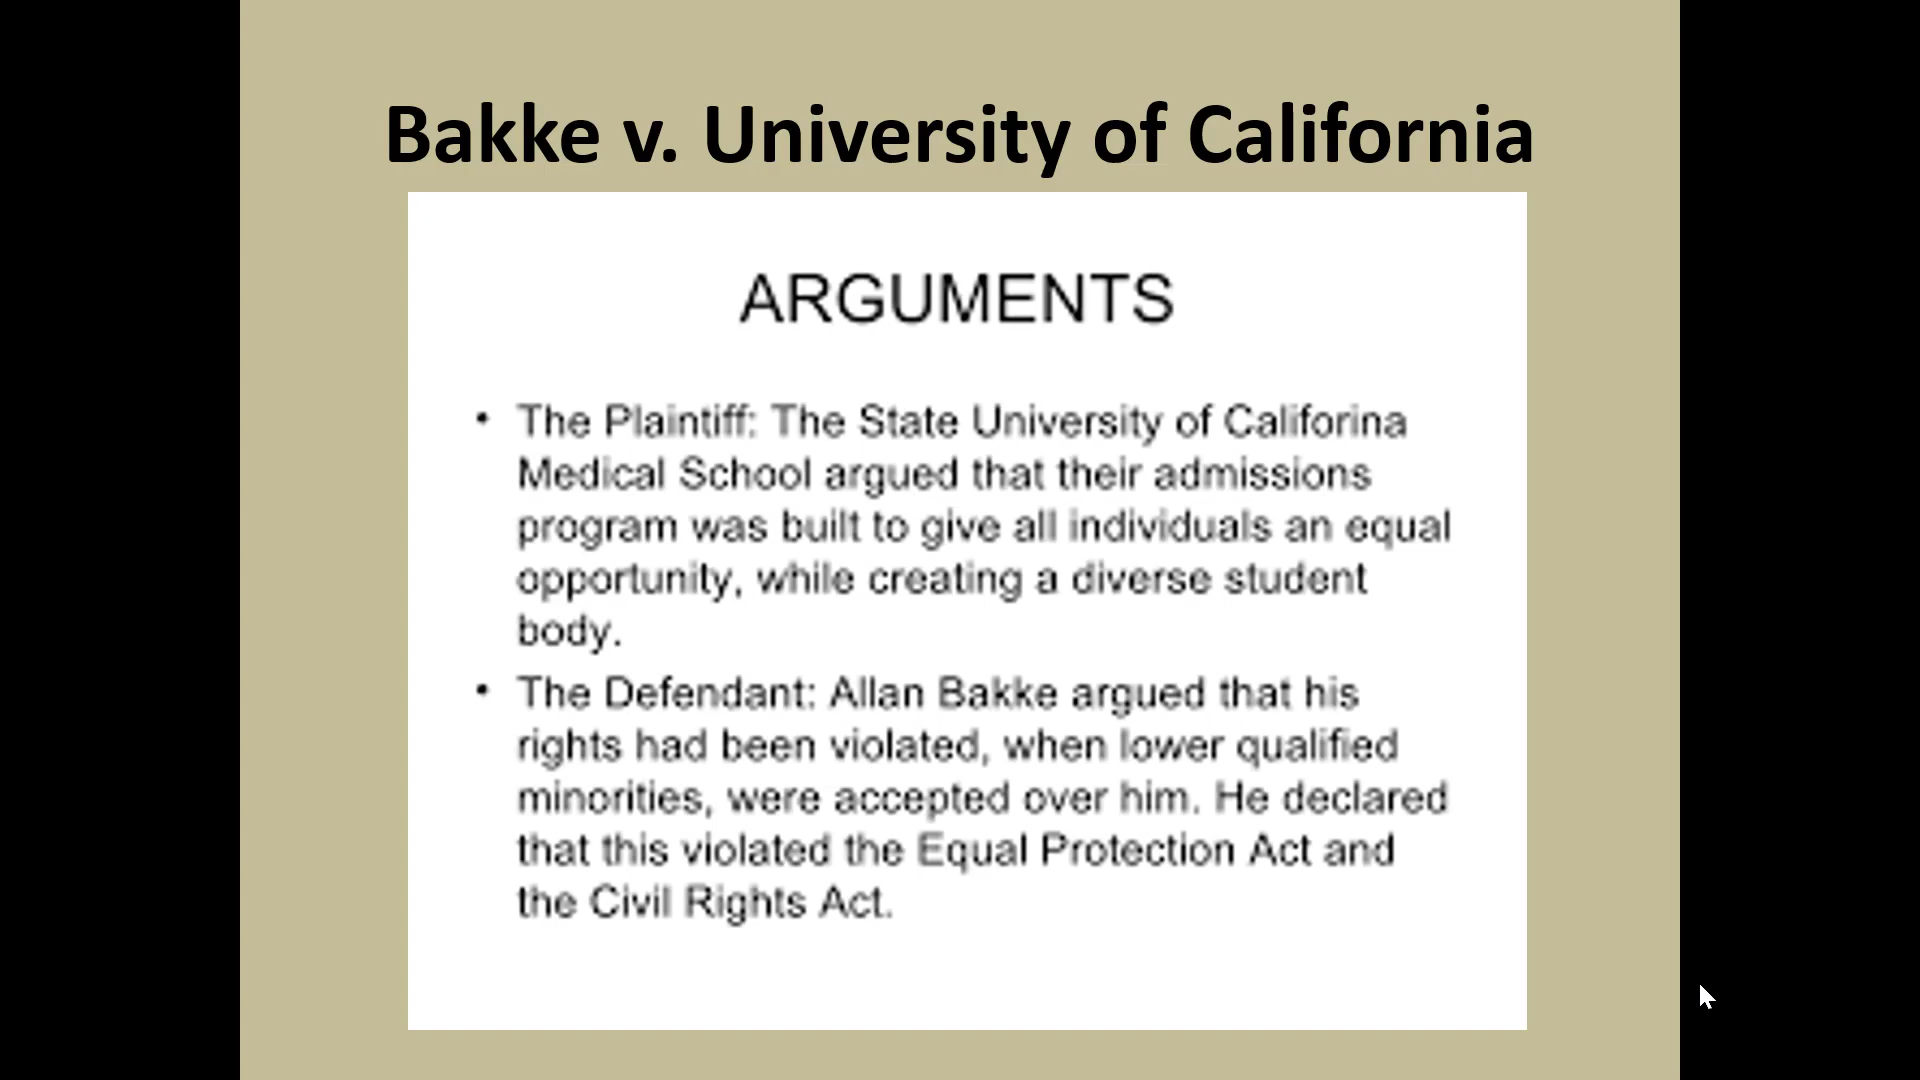 Bakke v. University of California
ARGUMENTS
• The Plaintiff: The State University of Califorina
Medical School argued that their admissions
program was built to give all individuals an equal
opportunity, while creating a diverse student
body.
• The Defendant: Allan Bakke argued that his
rights had been violated, when lower qualified
minorities, were accepted over him. He declared
that this violated the Equal Protection Act and
the Civil Rights Act.